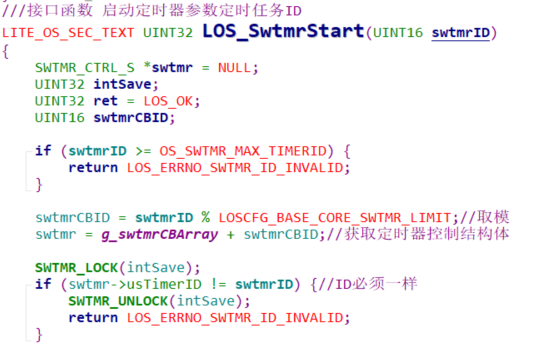 ///接口函数 启动定时器参数定时任务ID
LITE_OS_SEC_TEXT UINT32 LOS_SwtmrStart(UINT16 swtmrID)
{
    SWTMR_CTRL_S *swtmr = NULL;
    UINT32 intSave;
    UINT32 ret = LOS_OK;
    UINT16 swtmrCBID;

    if (swtmrID >= OS_SWTMR_MAX_TIMERID) {
        return LOS_ERRNO_SWTMR_ID_INVALID;
    }

    swtmrCBID = swtmrID % LOSCFG_BASE_CORE_SWTMR_LIMIT;//取模
    swtmr = g_swtmrCBArray + swtmrCBID;//获取定时器控制结构体

    SWTMR_LOCK(intSave);
    if (swtmr->usTimerID != swtmrID) {//ID必须一样
        SWTMR_UNLOCK(intSave);
        return LOS_ERRNO_SWTMR_ID_INVALID;
    }